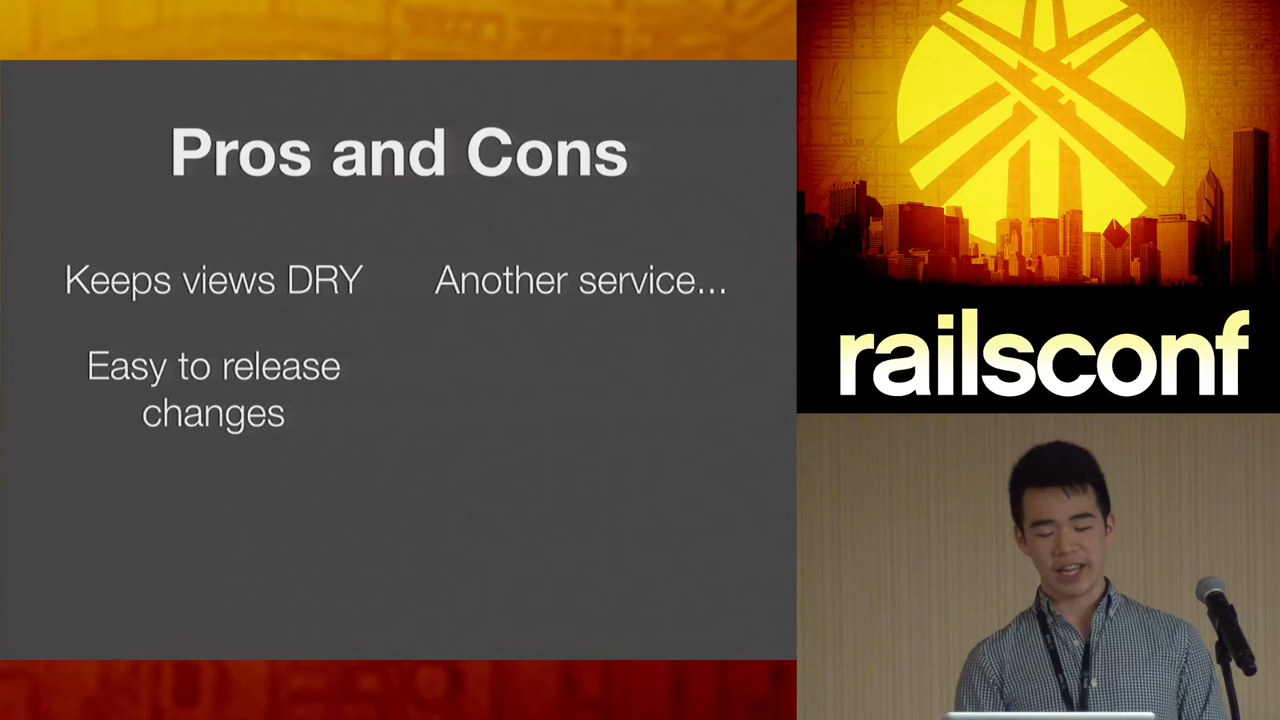 Pros and Cons
Keeps views DRY
Another service...
Easy to release
changes
railsconf